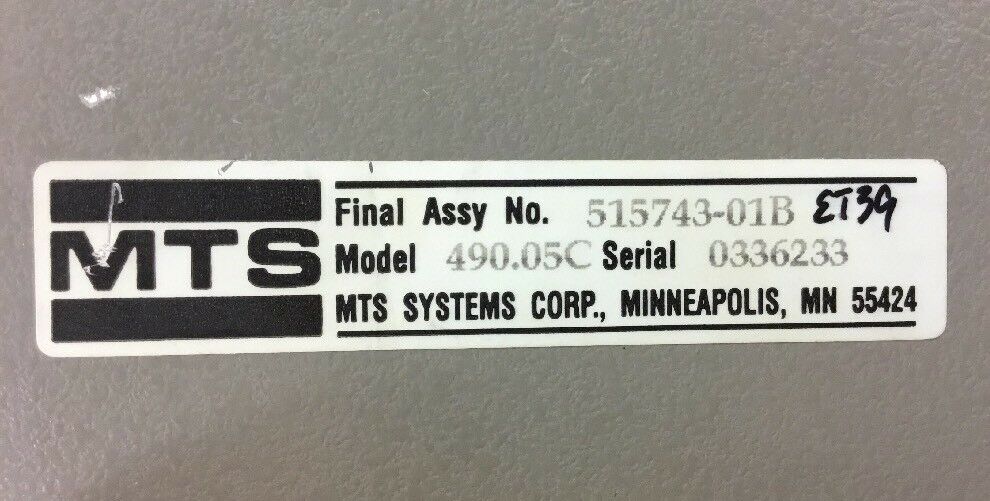 MTS
Final Assy No. 515743-01B ET39
Model 490.05C Serial 0336233
MTS SYSTEMS CORP., MINNEAPOLIS, MN 55424